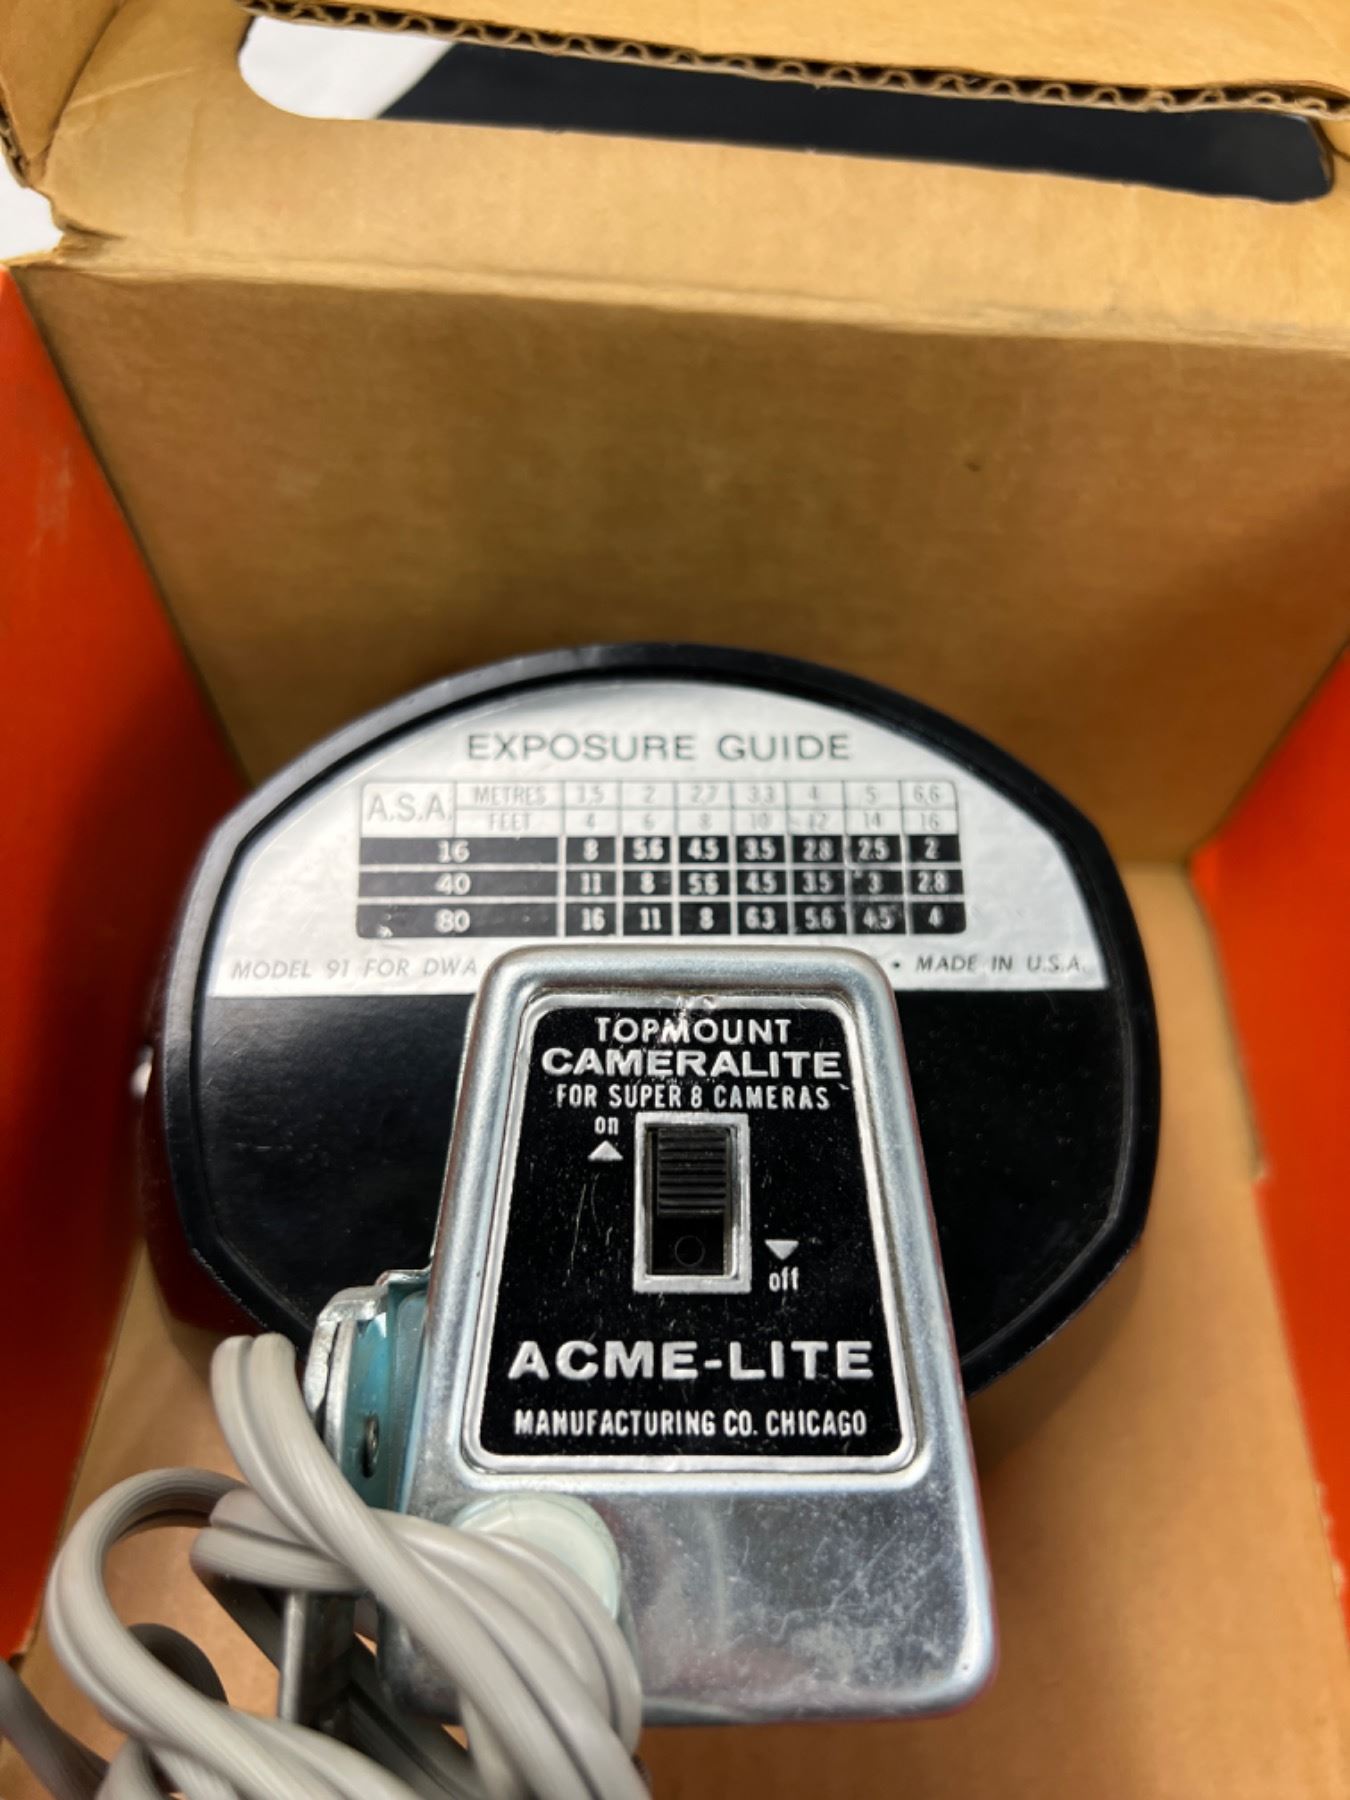 EXPOSURE GUIDE
A.S.A. METRES 1,5 2 2,7 3,3 4 5 6,6
FEET 4 6 8 10 12 14 16
16 8 5.6 4.5 3.5 2.8 2.5 2
40 11 8 5.6 4.5 3.5 3 2.8
80 16 11 8 6.3 5.6 4.5 4
MODEL 91 FOR DWA • MADE IN U.S.A.
TOPMOUNT
CAMERALITE
FOR SUPER 8 CAMERAS
on
off
ACME-LITE
MANUFACTURING CO. CHICAGO